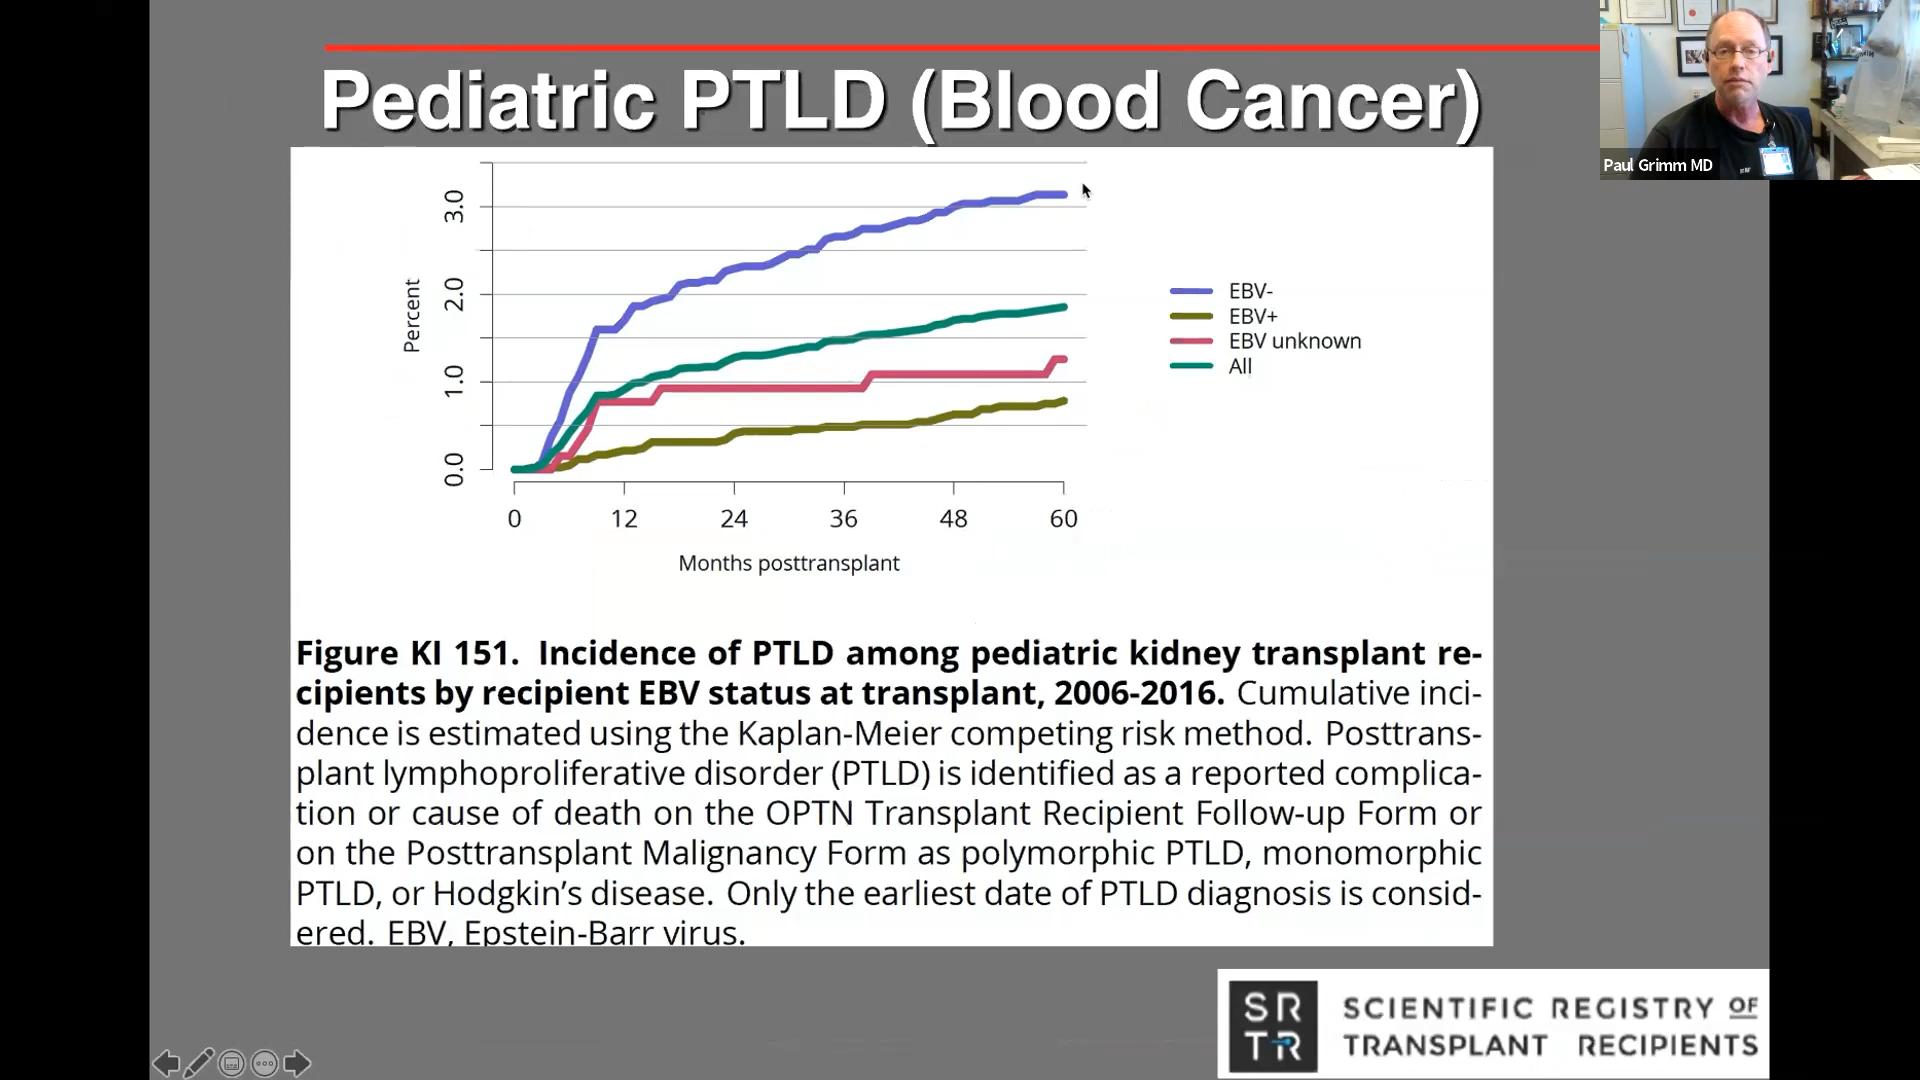 Pediatric PTLD (Blood Cancer)
Paul Grimm MD
3.0
2.0
1.0
0.0
Percent
0 12 24 36 48 60
Months posttransplant
EBV-
EBV+
EBV unknown
All
Figure KI 151. Incidence of PTLD among pediatric kidney transplant re-
cipients by recipient EBV status at transplant, 2006-2016. Cumulative inci-
dence is estimated using the Kaplan-Meier competing risk method. Posttrans-
plant lymphoproliferative disorder (PTLD) is identified as a reported complica-
tion or cause of death on the OPTN Transplant Recipient Follow-up Form or
on the Posttransplant Malignancy Form as polymorphic PTLD, monomorphic
PTLD, or Hodgkin's disease. Only the earliest date of PTLD diagnosis is consid-
ered. EBV, Epstein-Barr virus.
SR
TR
SCIENTIFIC REGISTRY OF
TRANSPLANT RECIPIENTS